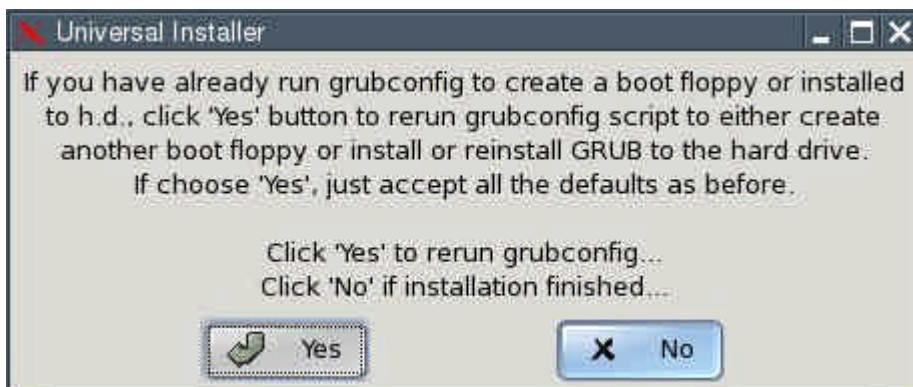 Universal Installer
If you have already run grubconfig to create a boot floppy or installed
to h.d., click 'Yes' button to rerun grubconfig script to either create
another boot floppy or install or reinstall GRUB to the hard drive.
If choose 'Yes', just accept all the defaults as before.
Click 'Yes' to rerun grubconfig...
Click 'No' if installation finished...
Yes No